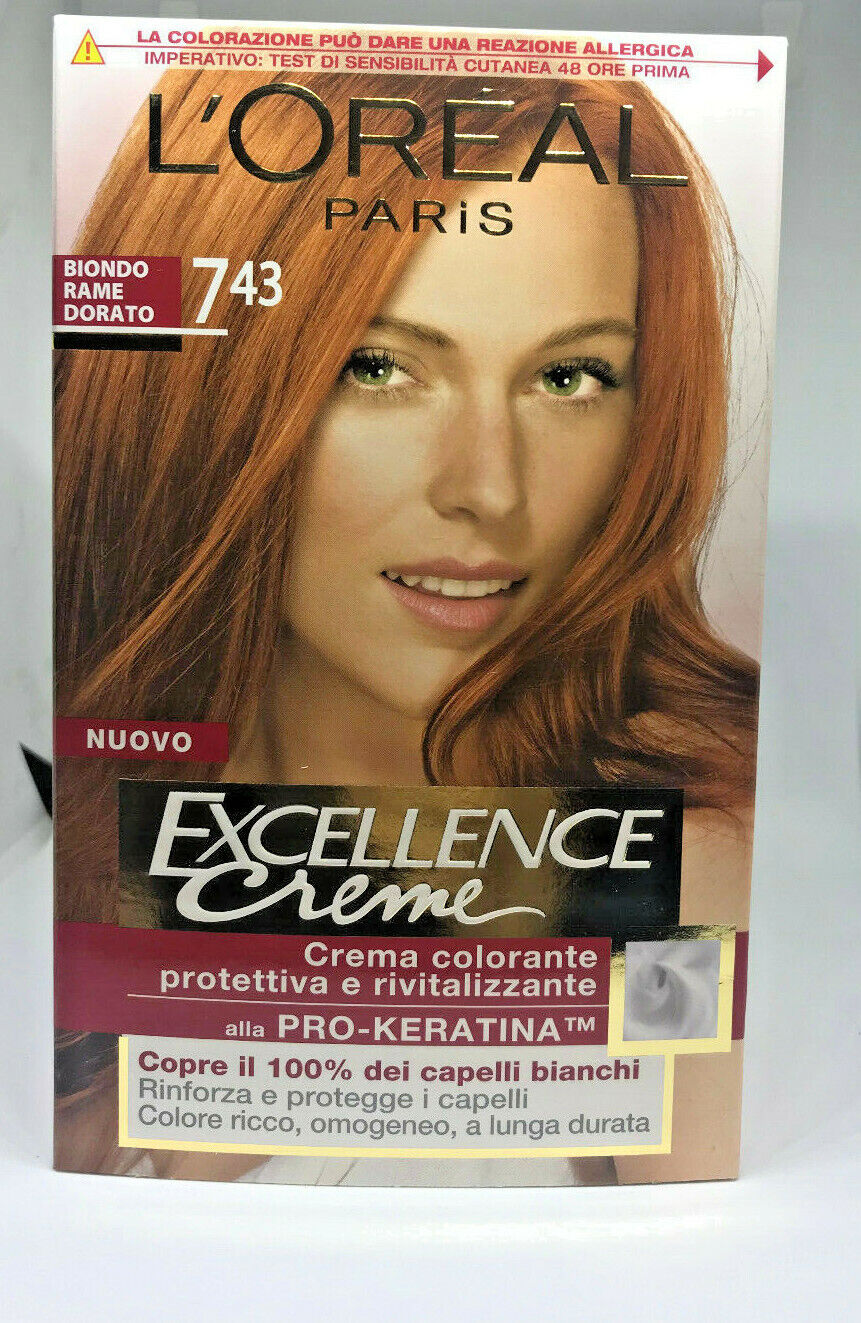 LA COLORAZIONE PUÒ DARE UNA REAZIONE ALLERGICA
IMPERATIVO: TEST DI SENSIBILITÀ CUTANEA 48 ORE PRIMA
L'ORÉAL
PARiS
BIONDO
RAME
DORATO
743
NUOVO
EXCELLENCE
Creme
Crema colorante
protettiva e rivitalizzante
alla PRO-KERATINA™
Copre il 100% dei capelli bianchi
Rinforza e protegge i capelli
Colore ricco, omogeneo, a lunga durata